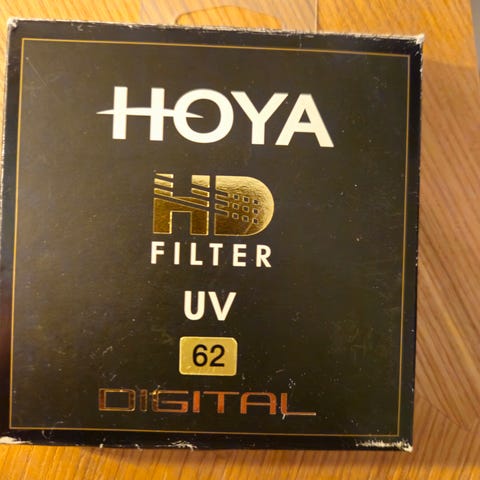 HOYA
HD
FILTER
UV
62
DiGITAL